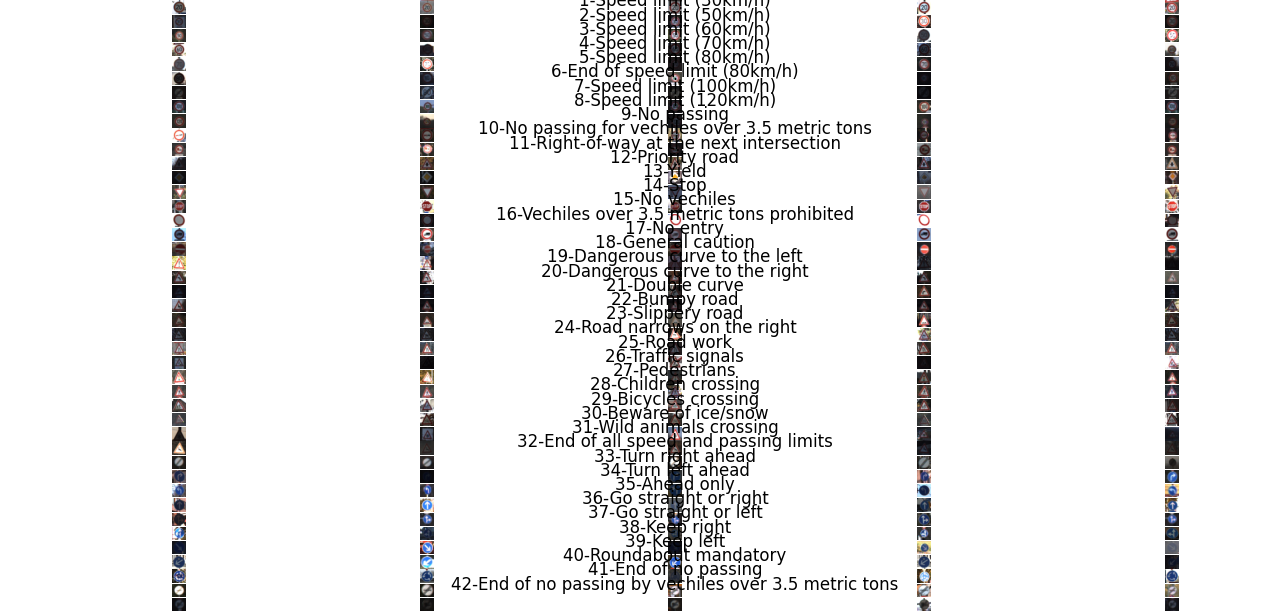 1-Speed limit (30km/h)
2-Speed limit (50km/h)
3-Speed limit (60km/h)
4-Speed limit (70km/h)
5-Speed limit (80km/h)
6-End of speed limit (80km/h)
7-Speed limit (100km/h)
8-Speed limit (120km/h)
9-No passing
10-No passing for vechiles over 3.5 metric tons
11-Right-of-way at the next intersection
12-Priority road
13-Yield
14-Stop
15-No vechiles
16-Vechiles over 3.5 metric tons prohibited
17-No entry
18-General caution
19-Dangerous curve to the left
20-Dangerous curve to the right
21-Double curve
22-Bumpy road
23-Slippery road
24-Road narrows on the right
25-Road work
26-Traffic signals
27-Pedestrians
28-Children crossing
29-Bicycles crossing
30-Beware of ice/snow
31-Wild animals crossing
32-End of all speed and passing limits
33-Turn right ahead
34-Turn left ahead
35-Ahead only
36-Go straight or right
37-Go straight or left
38-Keep right
39-Keep left
40-Roundabout mandatory
41-End of no passing
42-End of no passing by vechiles over 3.5 metric tons